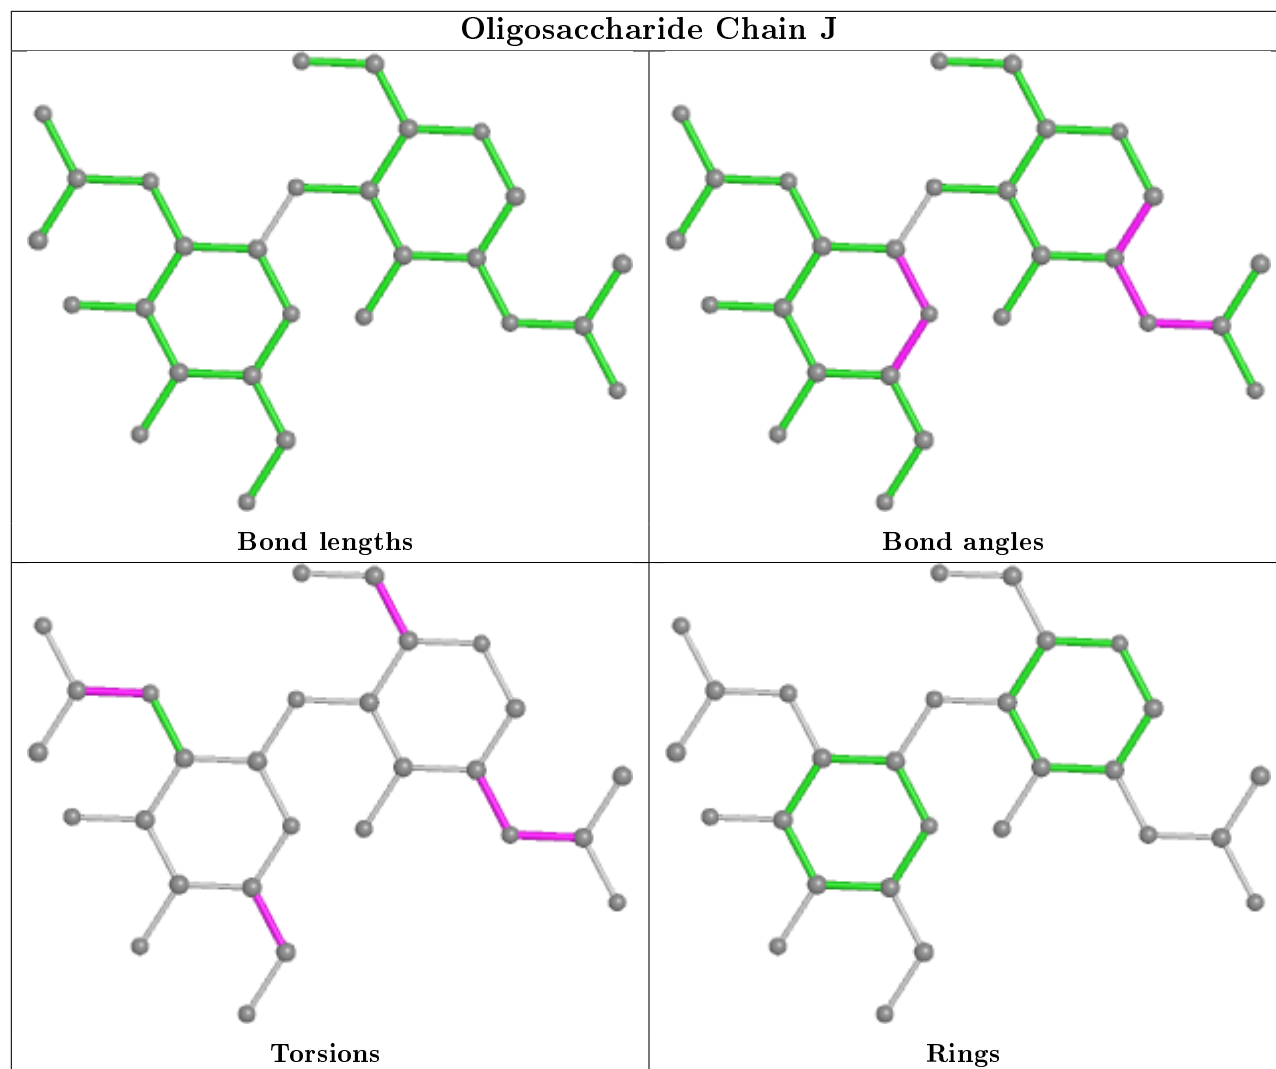 Oligosaccharide Chain J
Bond lengths
Bond angles
Torsions
Rings